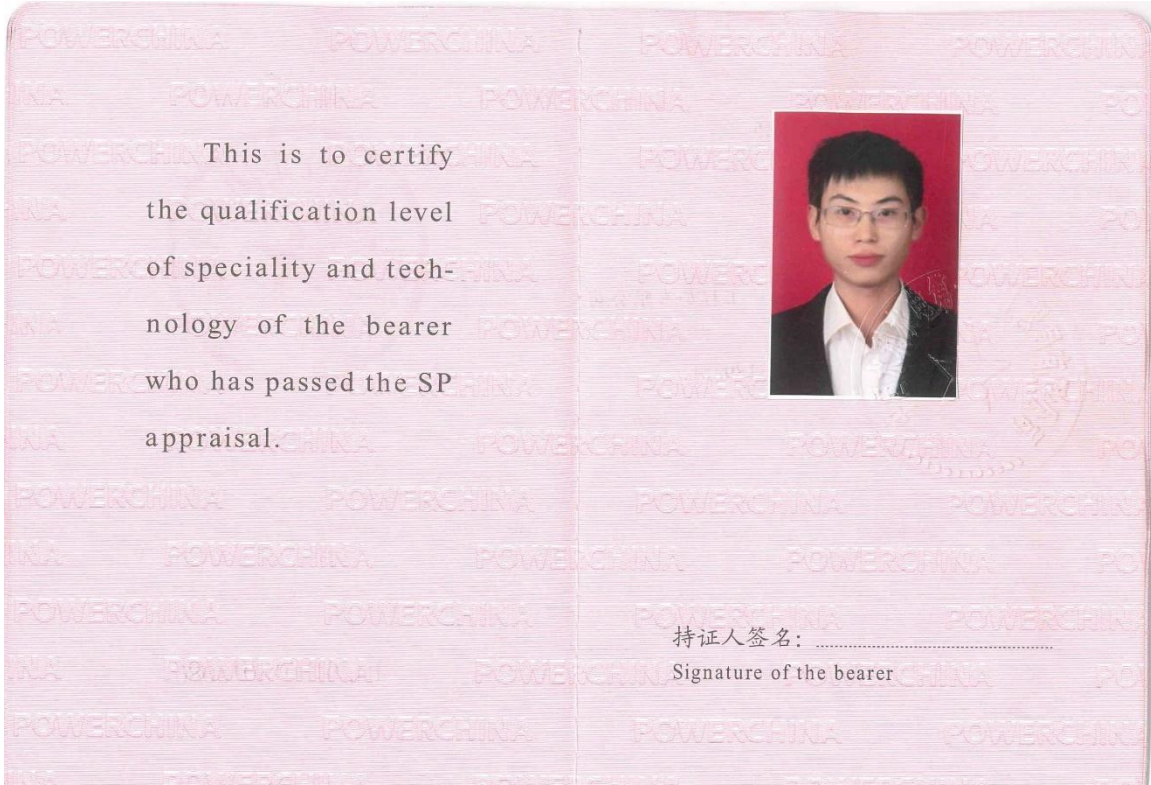 This is to certify
the qualification level
of speciality and tech-
nology of the bearer
who has passed the SP
appraisal.
POWERCHINA
持证人签名:
Signature of the bearer